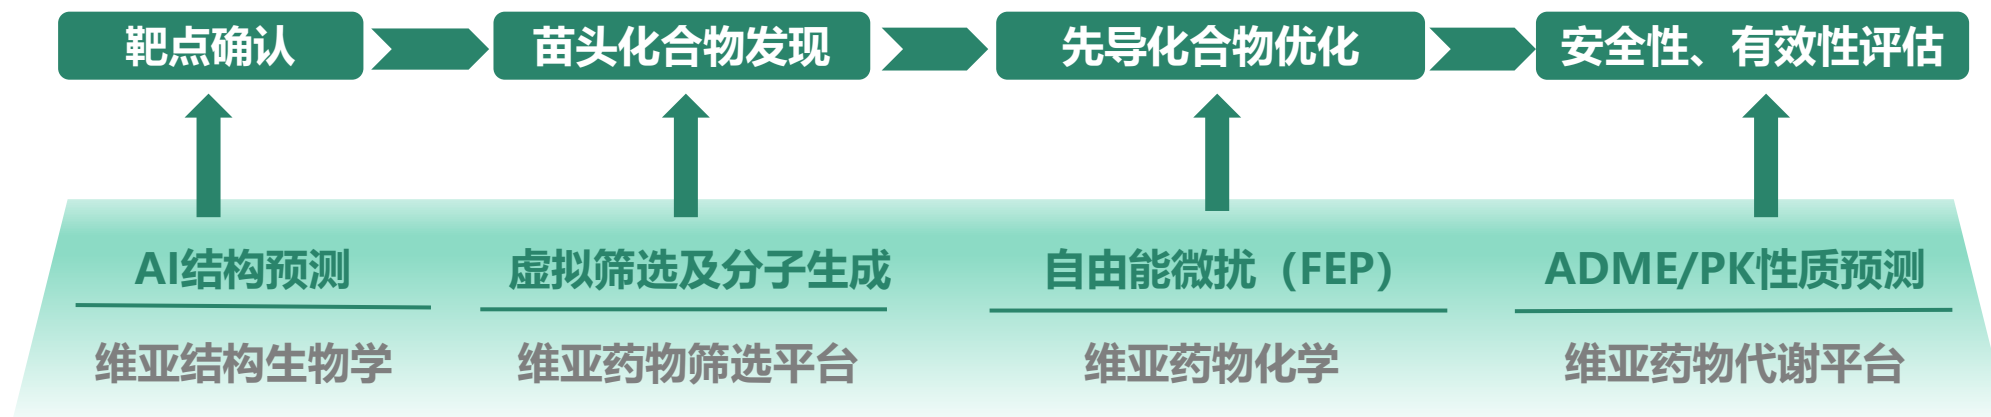 靶点确认
苗头化合物发现
先导化合物优化
安全性、有效性评估
AI结构预测
虚拟筛选及分子生成
自由能微扰（FEP）
ADME/PK性质预测
维亚结构生物学
维亚药物筛选平台
维亚药物化学
维亚药物代谢平台